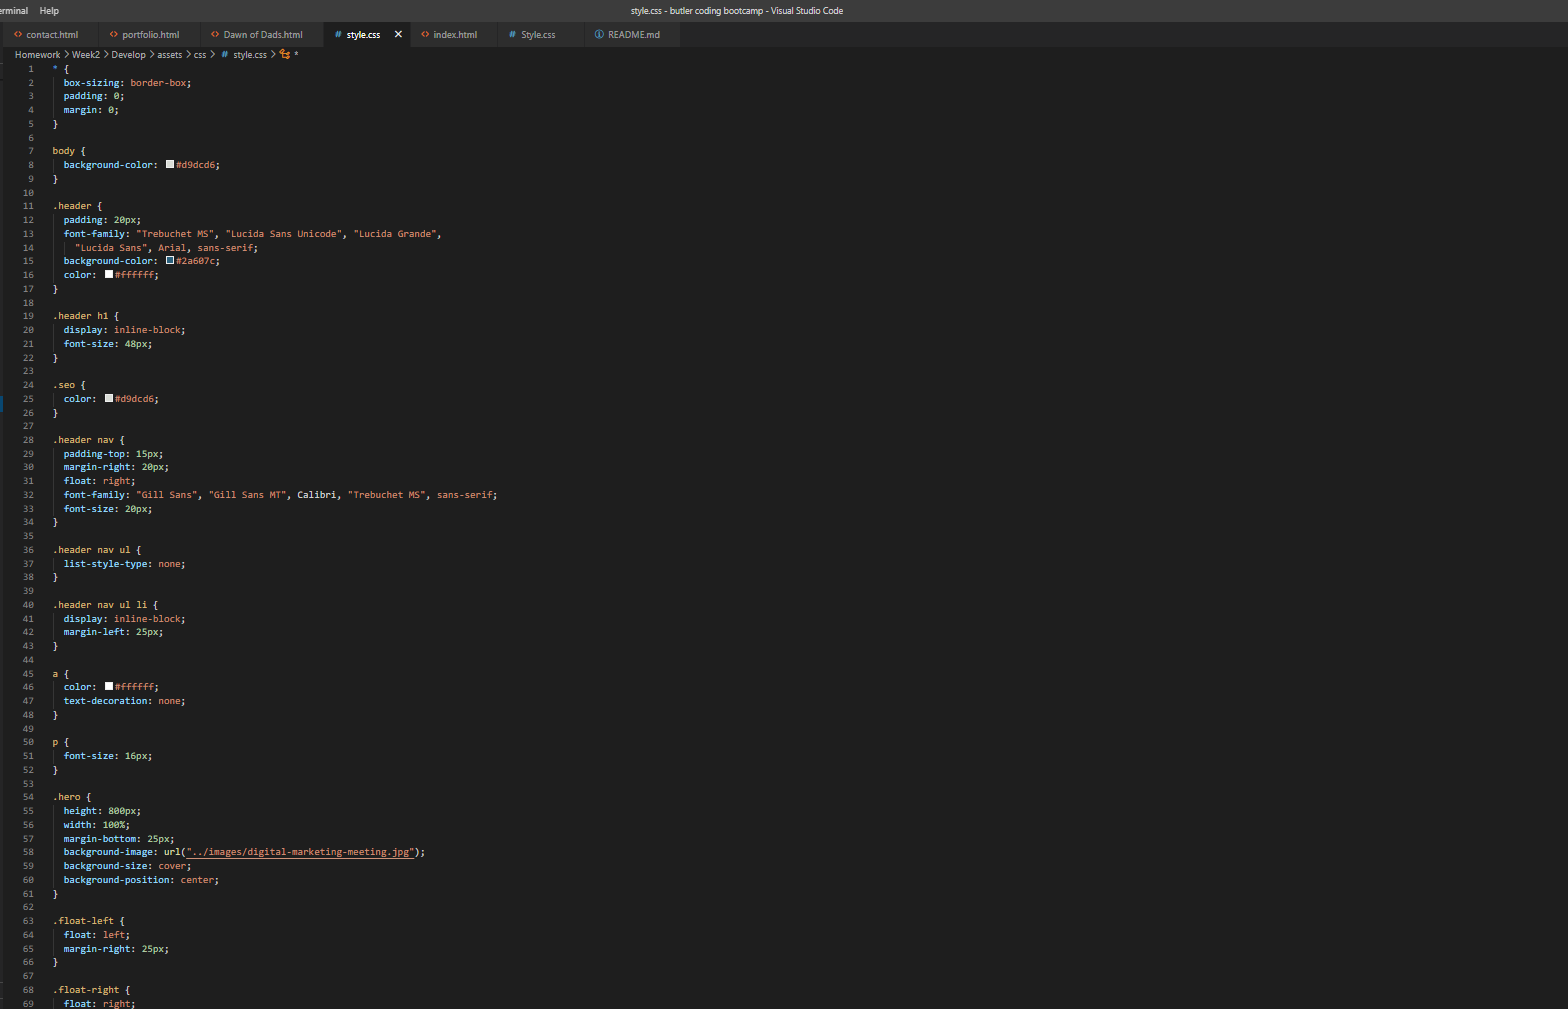 erminal Help style.css - butler coding bootcamp - Visual Studio Code
<> contact.html <> portfolio.html <> Dawn of Dads.html # style.css × <> index.html # Style.css ⓘ README.md
Homework > Week2 > Develop > assets > css > # style.css > *
1 * {
2 box-sizing: border-box;
3 padding: 0;
4 margin: 0;
5 }
6
7 body {
8 background-color: #d9dcd6;
9 }
10
11 .header {
12 padding: 20px;
13 font-family: "Trebuchet MS", "Lucida Sans Unicode", "Lucida Grande",
14 "Lucida Sans", Arial, sans-serif;
15 background-color: #2a607c;
16 color: #ffffff;
17 }
18
19 .header h1 {
20 display: inline-block;
21 font-size: 48px;
22 }
23
24 .seo {
25 color: #d9dcd6;
26 }
27
28 .header nav {
29 padding-top: 15px;
30 margin-right: 20px;
31 float: right;
32 font-family: "Gill Sans", "Gill Sans MT", Calibri, "Trebuchet MS", sans-serif;
33 font-size: 20px;
34 }
35
36 .header nav ul {
37 list-style-type: none;
38 }
39
40 .header nav ul li {
41 display: inline-block;
42 margin-left: 25px;
43 }
44
45 a {
46 color: #ffffff;
47 text-decoration: none;
48 }
49
50 p {
51 font-size: 16px;
52 }
53
54 .hero {
55 height: 800px;
56 width: 100%;
57 margin-bottom: 25px;
58 background-image: url("../images/digital-marketing-meeting.jpg");
59 background-size: cover;
60 background-position: center;
61 }
62
63 .float-left {
64 float: left;
65 margin-right: 25px;
66 }
67
68 .float-right {
69 float: right;